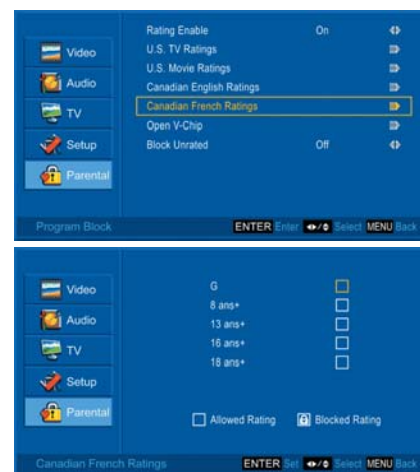 Rating Enable On
Video U.S. TV Ratings
U.S. Movie Ratings
Audio Canadian English Ratings
TV Canadian French Ratings
Open V-Chip
Setup Block Unrated Off
Parental
Program Block ENTER Enter Select MENU Back
Video G
8 ans+
Audio 13 ans+
TV 16 ans+
18 ans+
Setup
Parental Allowed Rating Blocked Rating
Canadian French Ratings ENTER Set Select MENU Back